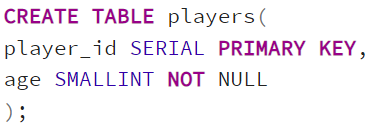 CREATE TABLE players(
player_id SERIAL PRIMARY KEY,
age SMALLINT NOT NULL
);